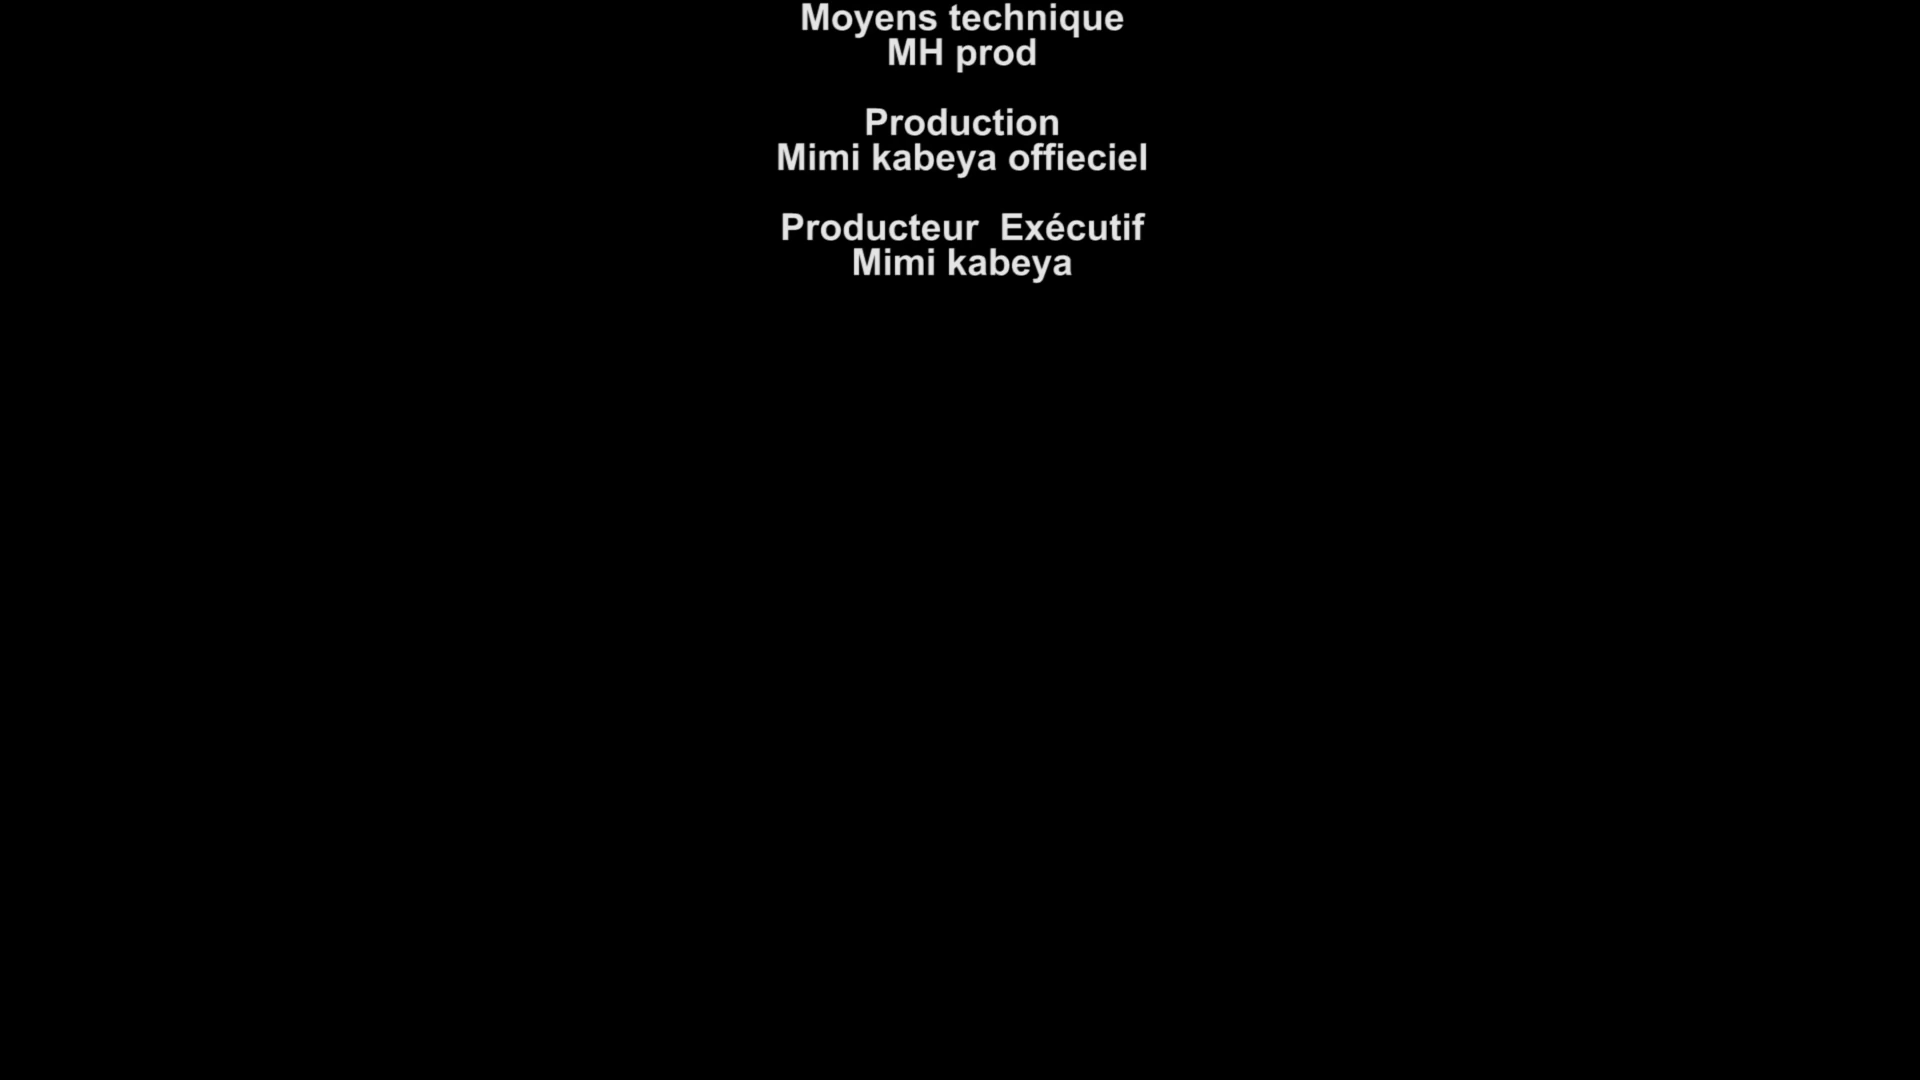 Moyens technique
MH prod
Production
Mimi kabeya offieciel
Producteur  Exécutif
Mimi kabeya